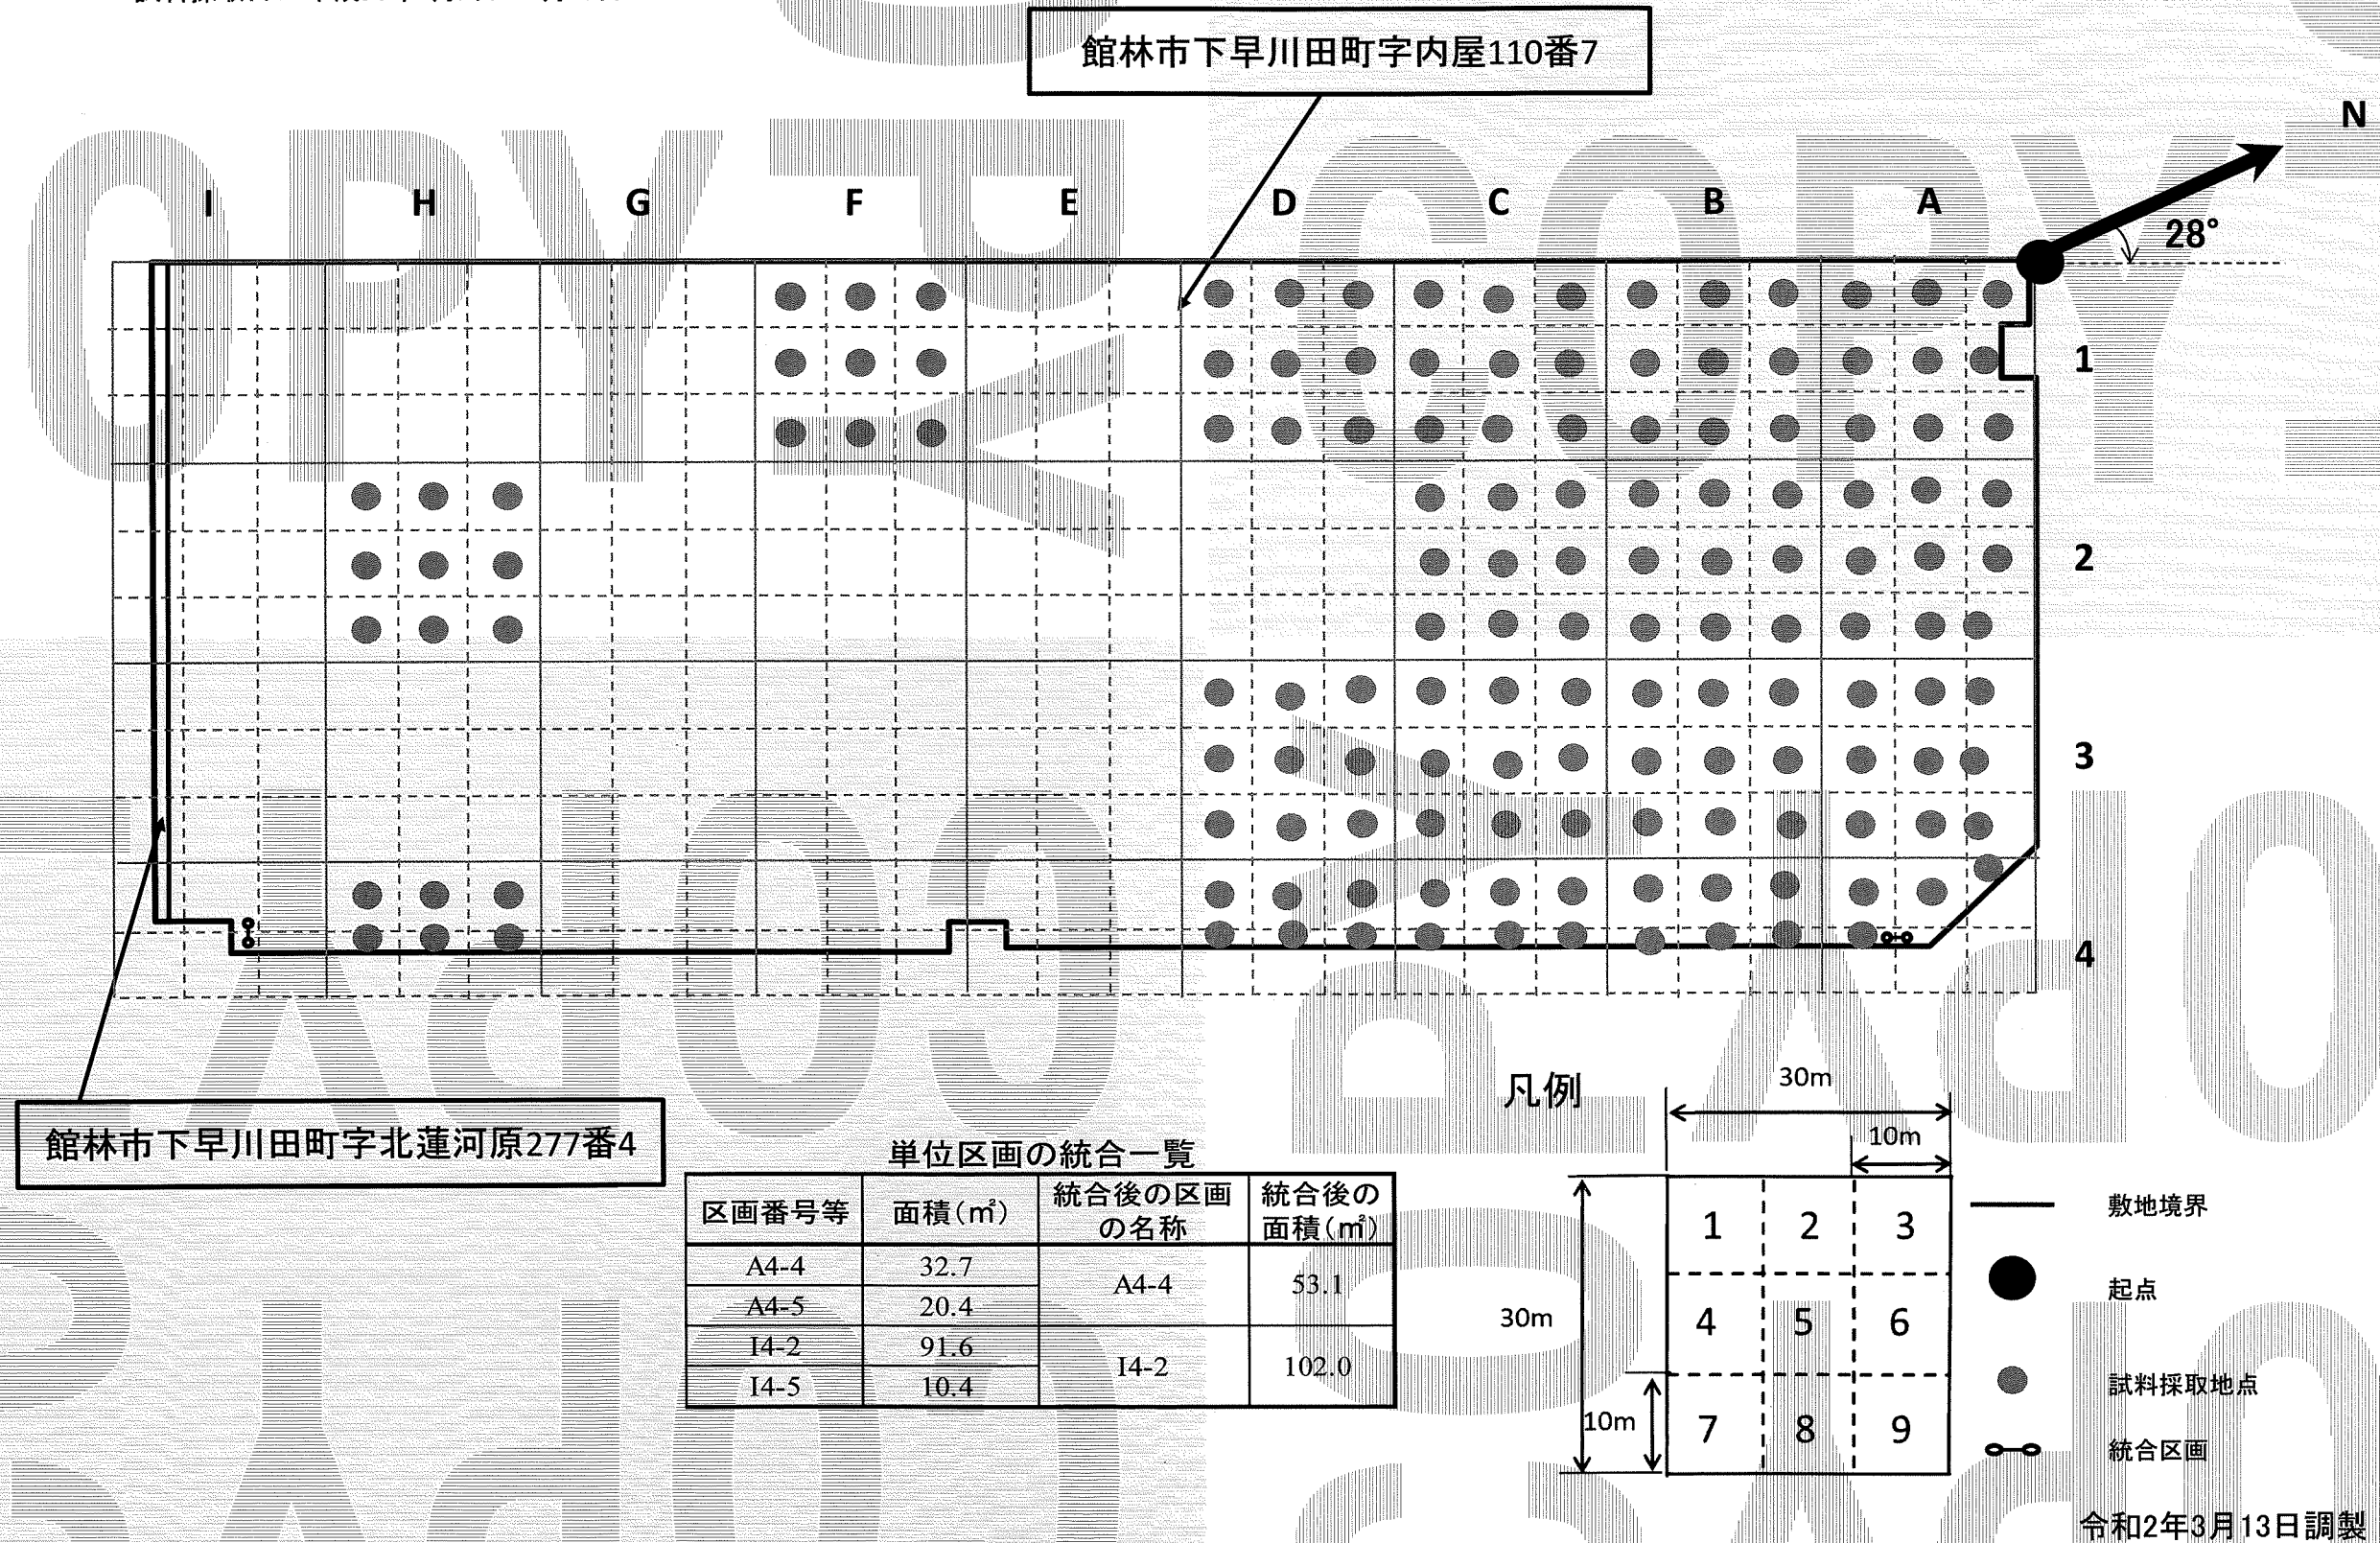 館林市下早川田町字内屋110番7
N
I H G F E D C B A
28°
1
2
3
4
館林市下早川田町字北蓮河原277番4
単位区画の統合一覧
区画番号等 面積(㎡) 統合後の区画の名称 統合後の面積(㎡)
A4-4 32.7 A4-4 53.1
A4-5 20.4
I4-2 91.6 I4-2 102.0
I4-5 10.4
凡例
30m
10m
30m
10m
1 2 3
4 5 6
7 8 9
敷地境界
起点
試料採取地点
統合区画
令和2年3月13日調製
COPY
COPY
COPY
COPY